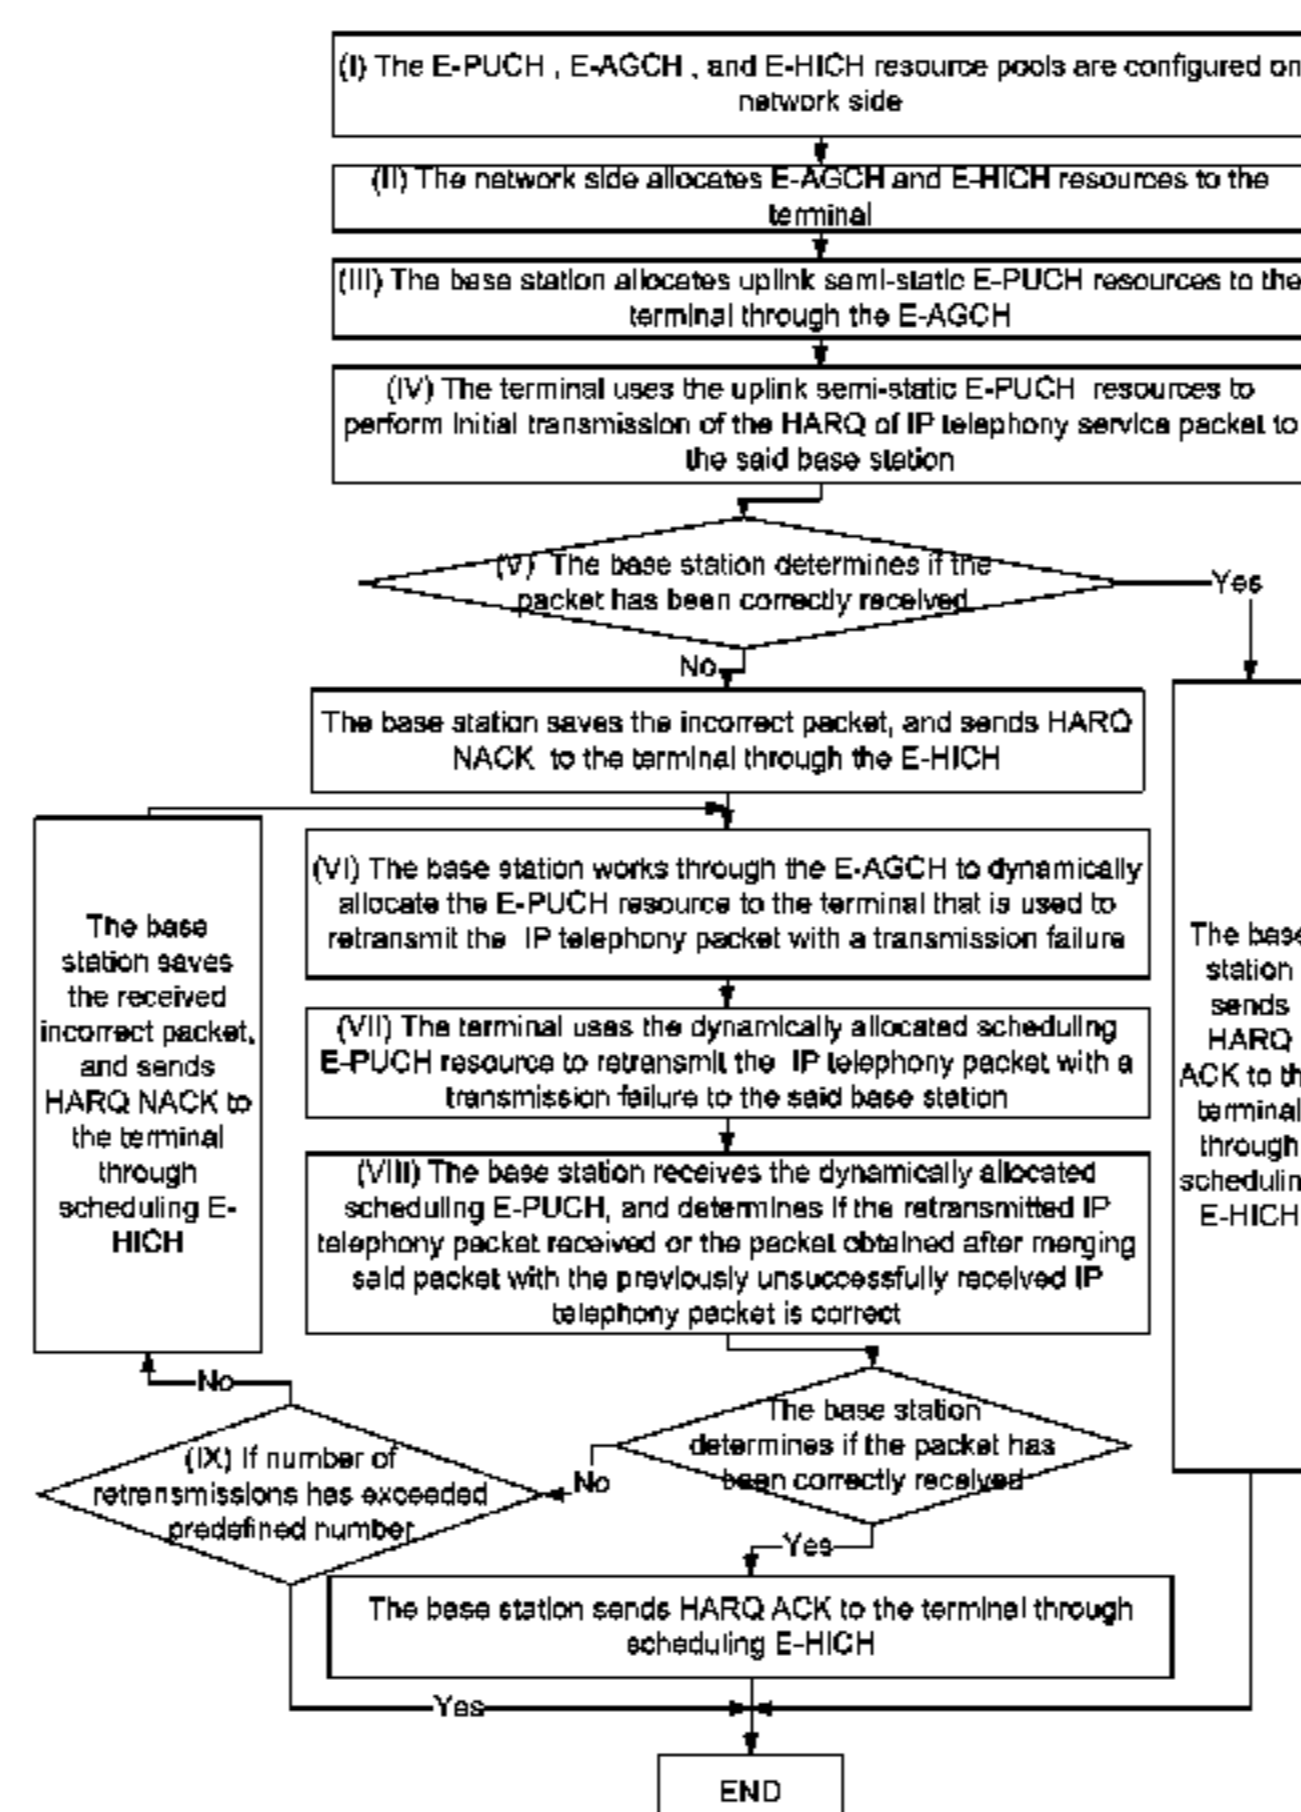 (I) The E-PUCH , E-AGCH , and E-HICH resource pools are configured on
network side
(II) The network side allocates E-AGCH and E-HICH resources to the
terminal
(III) The base station allocates uplink semi-static E-PUCH resources to the
terminal through the E-AGCH
(IV) The terminal uses the uplink semi-static E-PUCH resources to
perform initial transmission of the HARQ of IP telephony service packet to
the said base station
(V) The base station determines if the
packet has been correctly received
Yes
No
The base station saves the incorrect packet, and sends HARQ
NACK to the terminal through the E-HICH
(VI) The base station works through the E-AGCH to dynamically
allocate the E-PUCH resource to the terminal that is used to
retransmit the IP telephony packet with a transmission failure
The base
station saves
the received
incorrect packet,
and sends
HARQ NACK to
the terminal
through
scheduling E-
HICH
The base
station
sends
HARQ
ACK to th
terminal
through
schedulin
E-HICH
(VII) The terminal uses the dynamically allocated scheduling
E-PUCH resource to retransmit the IP telephony packet with a
transmission failure to the said base station
(VIII) The base station receives the dynamically allocated
scheduling E-PUCH, and determines if the retransmitted IP
telephony packet received or the packet obtained after merging
said packet with the previously unsuccessfully received IP
telephony packet is correct
No
The base station
determines if the packet has
been correctly received
(IX) If number of
retransmissions has exceeded
predefined number
No
Yes
The base station sends HARQ ACK to the terminal through
scheduling E-HICH
Yes
END